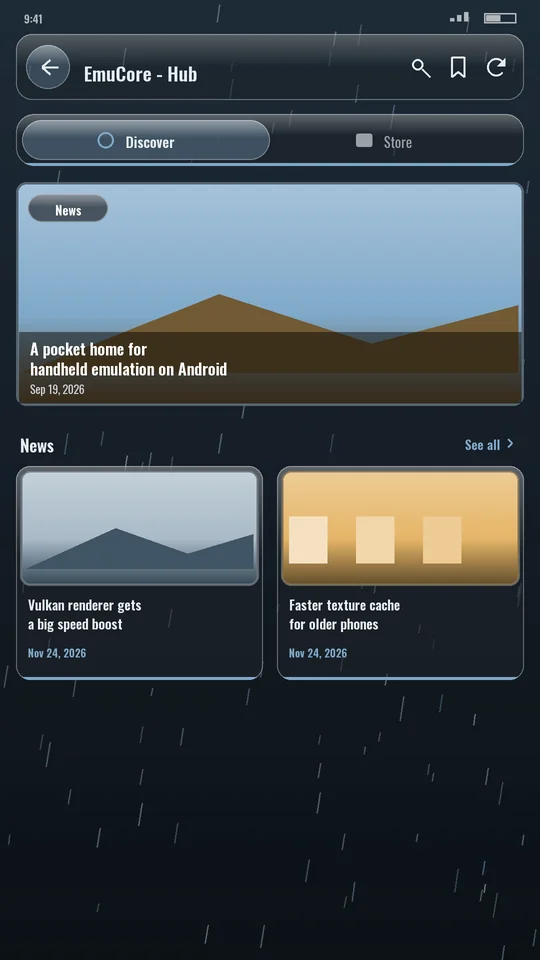 9:41
EmuCore - Hub
Discover
Store
News
A pocket home for
handheld emulation on Android
Sep 19, 2026
News
See all
Vulkan renderer gets
a big speed boost
Nov 24, 2026
Faster texture cache
for older phones
Nov 24, 2026